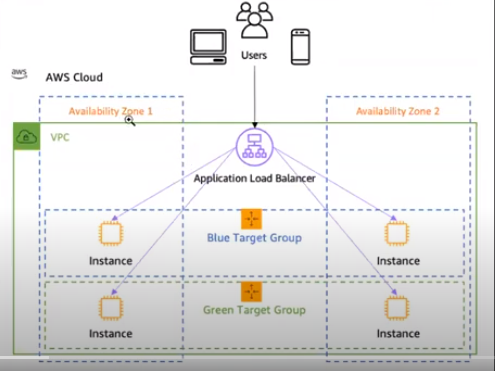 Users
aws
AWS Cloud
Availability Zone 1
Availability Zone 2
VPC
Application Load Balancer
Blue Target Group
Instance
Instance
Green Target Group
Instance
Instance